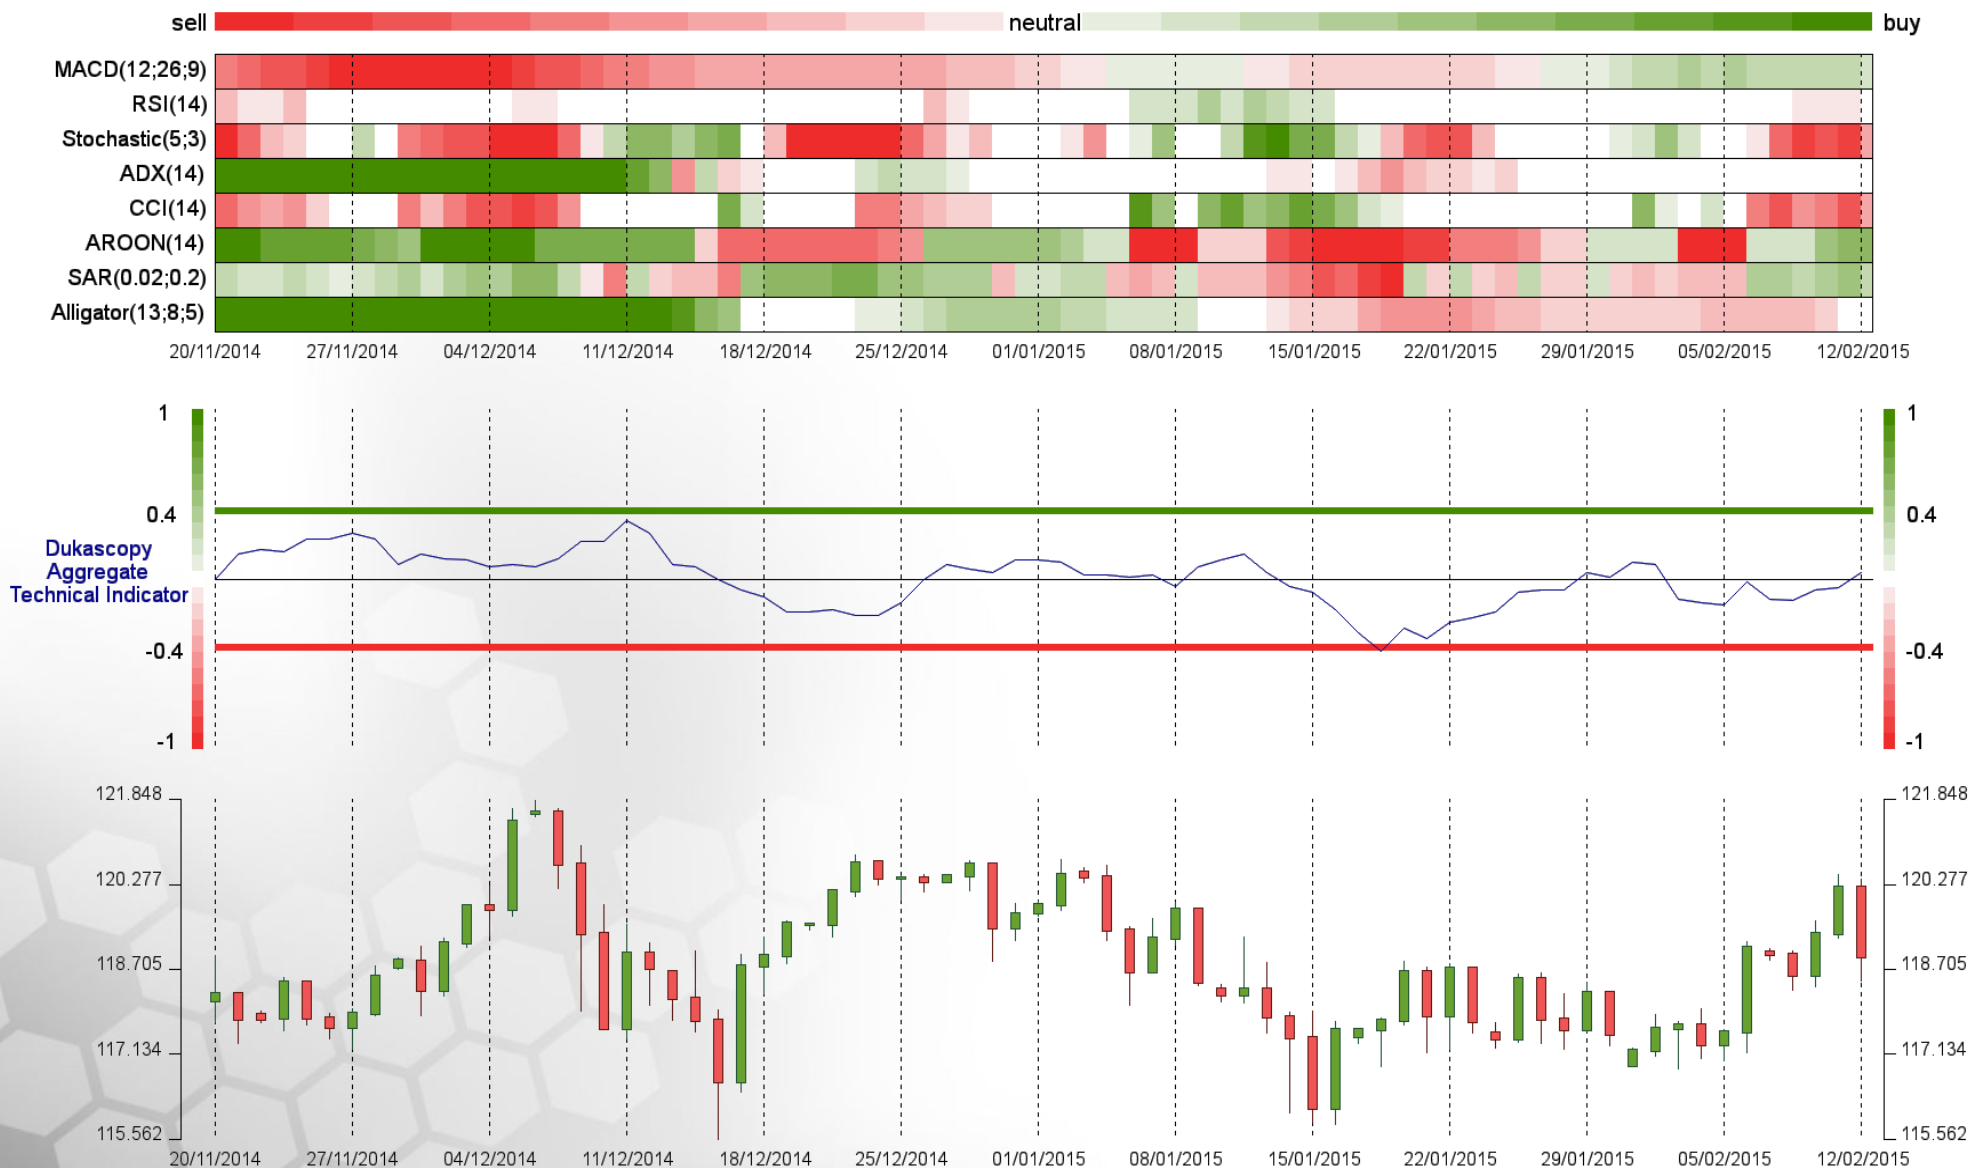 sell neutral buy
MACD(12;26;9)
RSI(14)
Stochastic(5;3)
ADX(14)
CCI(14)
AROON(14)
SAR(0.02;0.2)
Alligator(13;8;5)
20/11/2014 27/11/2014 04/12/2014 11/12/2014 18/12/2014 25/12/2014 01/01/2015 08/01/2015 15/01/2015 22/01/2015 29/01/2015 05/02/2015 12/02/2015
1 1
0.4 0.4
Dukascopy
Aggregate
Technical Indicator
-0.4 -0.4
-1 -1
121.848 121.848
120.277 120.277
118.705 118.705
117.134 117.134
115.562 115.562
20/11/2014 27/11/2014 04/12/2014 11/12/2014 18/12/2014 25/12/2014 01/01/2015 08/01/2015 15/01/2015 22/01/2015 29/01/2015 05/02/2015 12/02/2015